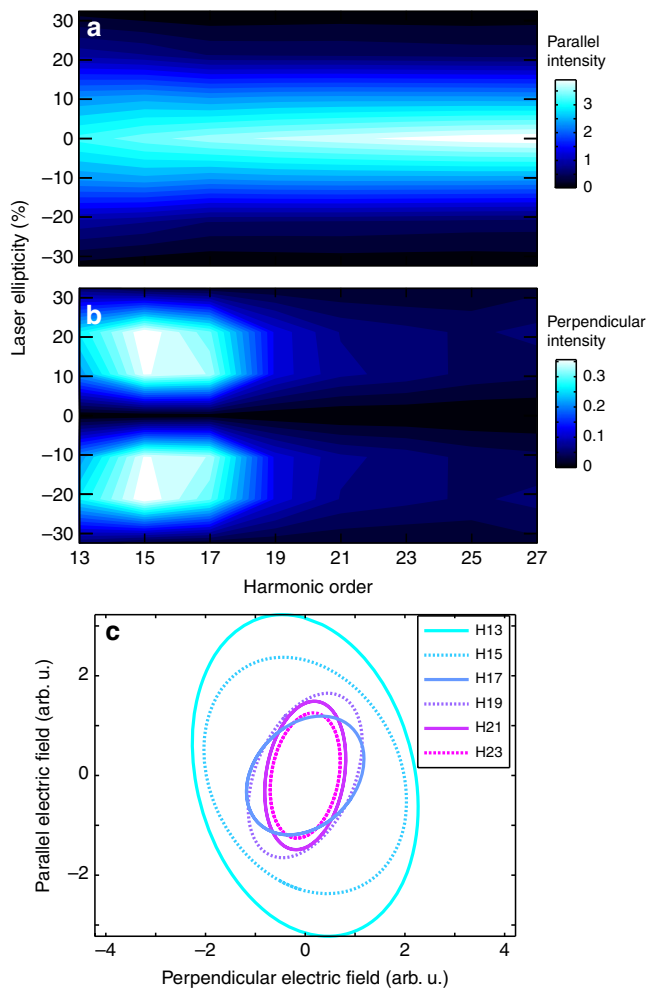 a
30
20
10
0
−10
−20
−30
Parallel
intensity
3
2
1
0
Laser ellipticity (%)
b
30
20
10
0
−10
−20
−30
13 15 17 19 21 23 25 27
Harmonic order
Perpendicular
intensity
0.3
0.2
0.1
0
c
2
0
−2
−4 −2 0 2 4
Parallel electric field (arb. u.)
Perpendicular electric field (arb. u.)
H13
H15
H17
H19
H21
H23